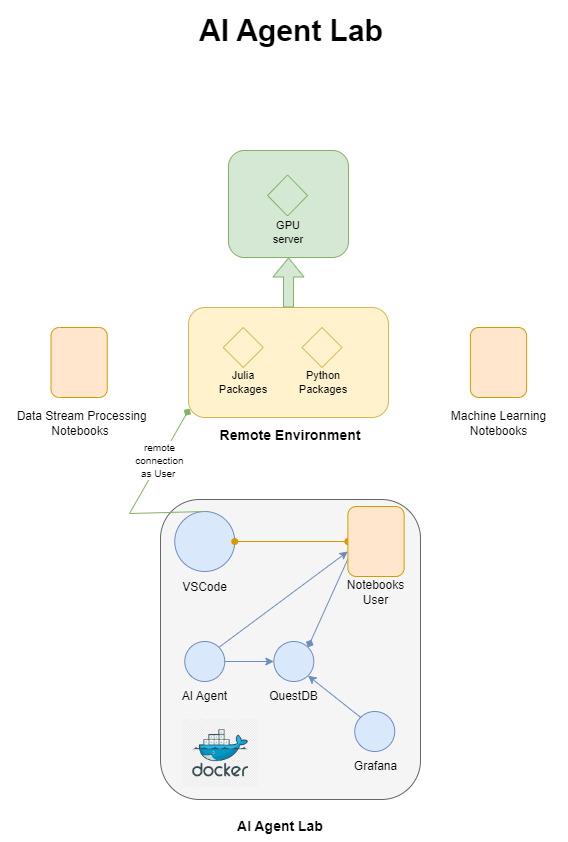 AI Agent Lab
GPU
server
Julia
Packages
Python
Packages
Data Stream Processing
Notebooks
Machine Learning
Notebooks
Remote Environment
remote
connection
as User
VSCode
Notebooks
User
AI Agent
QuestDB
Grafana
docker
AI Agent Lab